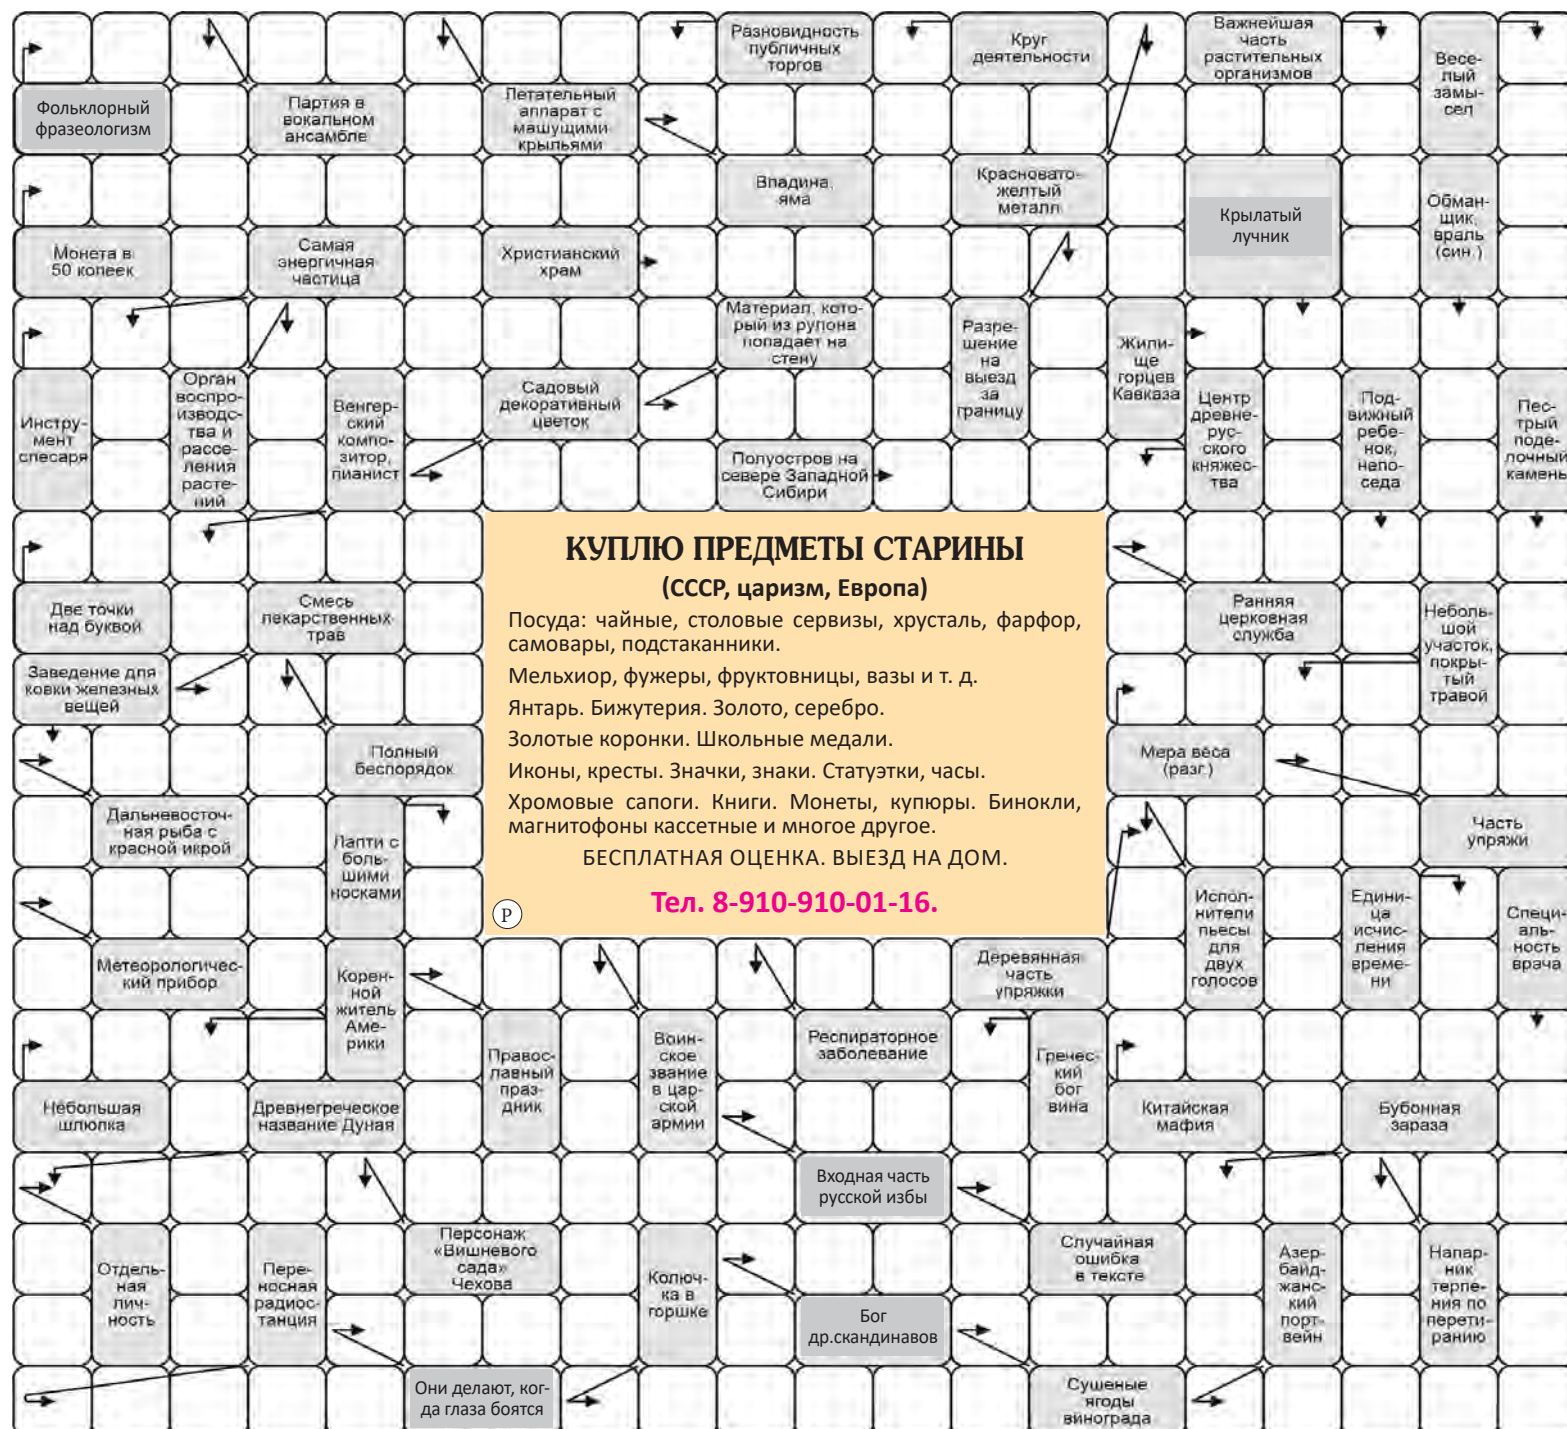 Разновидность
публичных
торгов
Круг
деятельности
Важнейшая
часть
растительных
организмов
Весе-
лый
замы-
сел
Фольклорный
фразеологизм
Партия в
вокальном
ансамбле
Летательный
аппарат с
машущими
крыльями
Впадина,
яма
Красновато-
желтый
металл
Крылатый
лучник
Обман-
щик,
враль
(син.)
Монета в
50 копеек
Самая
энергичная
частица
Христианский
храм
Материал, кото-
рый из рулона
попадает на
стену
Разре-
шение
на
выезд
за
границу
Жили-
ще
горцев
Кавказа
Инстру-
мент
слесаря
Орган
воспро-
изводс-
тва и
рассе-
ления
расте-
ний
Венгер-
ский
компо-
зитор,
пианист
Садовый
декоративный
цветок
Центр
древне-
рус-
ского
княжес-
тва
Под-
вижный
ребе-
нок,
непо-
седа
Пес-
трый
поде-
лочный
камень
Полуостров на
севере Западной
Сибири
КУПЛЮ ПРЕДМЕТЫ СТАРИНЫ
(СССР, царизм, Европа)
Посуда: чайные, столовые сервизы, хрусталь, фарфор,
самовары, подстаканники.
Мельхиор, фужеры, фруктовницы, вазы и т. д.
Янтарь. Бижутерия. Золото, серебро.
Золотые коронки. Школьные медали.
Иконы, кресты. Значки, знаки. Статуэтки, часы.
Хромовые сапоги. Книги. Монеты, купюры. Бинокли,
магнитофоны кассетные и многое другое.
БЕСПЛАТНАЯ ОЦЕНКА. ВЫЕЗД НА ДОМ.
Тел. 8-910-910-01-16.
Р
Две точки
над буквой
Смесь
лекарственных
трав
Ранняя
церковная
служба
Неболь-
шой
участок,
покры-
тый
травой
Заведение для
ковки железных
вещей
Полный
беспорядок
Мера веса
(разг.)
Дальневосточ-
ная рыба с
красной икрой
Лапти с
боль-
шими
носками
Часть
упряжи
Испол-
нители
пьесы
для
двух
голосов
Едини-
ца
исчис-
ления
време-
ни
Специ-
аль-
ность
врача
Метеорологичес-
кий прибор
Корен-
ной
житель
Аме-
рики
Деревянная
часть
упряжки
Правос-
лавный
праз-
дник
Воин-
ское
звание
в цар-
ской
армии
Респираторное
заболевание
Гречес-
кий
бог
вина
Небольшая
шлюпка
Древнегреческое
название Дуная
Китайская
мафия
Бубонная
зараза
Входная часть
русской избы
Отдель-
ная
лич-
ность
Пере-
носная
радиос-
танция
Персонаж
«Вишневого
сада»
Чехова
Колюч-
ка в
горшке
Случайная
ошибка
в тексте
Азер-
байд-
жанс-
кий
порт-
вейн
Напар-
ник
терпе-
ния по
перети-
ранию
Бог
др.скандинавов
Они делают, ког-
да глаза боятся
Сушеные
ягоды
винограда